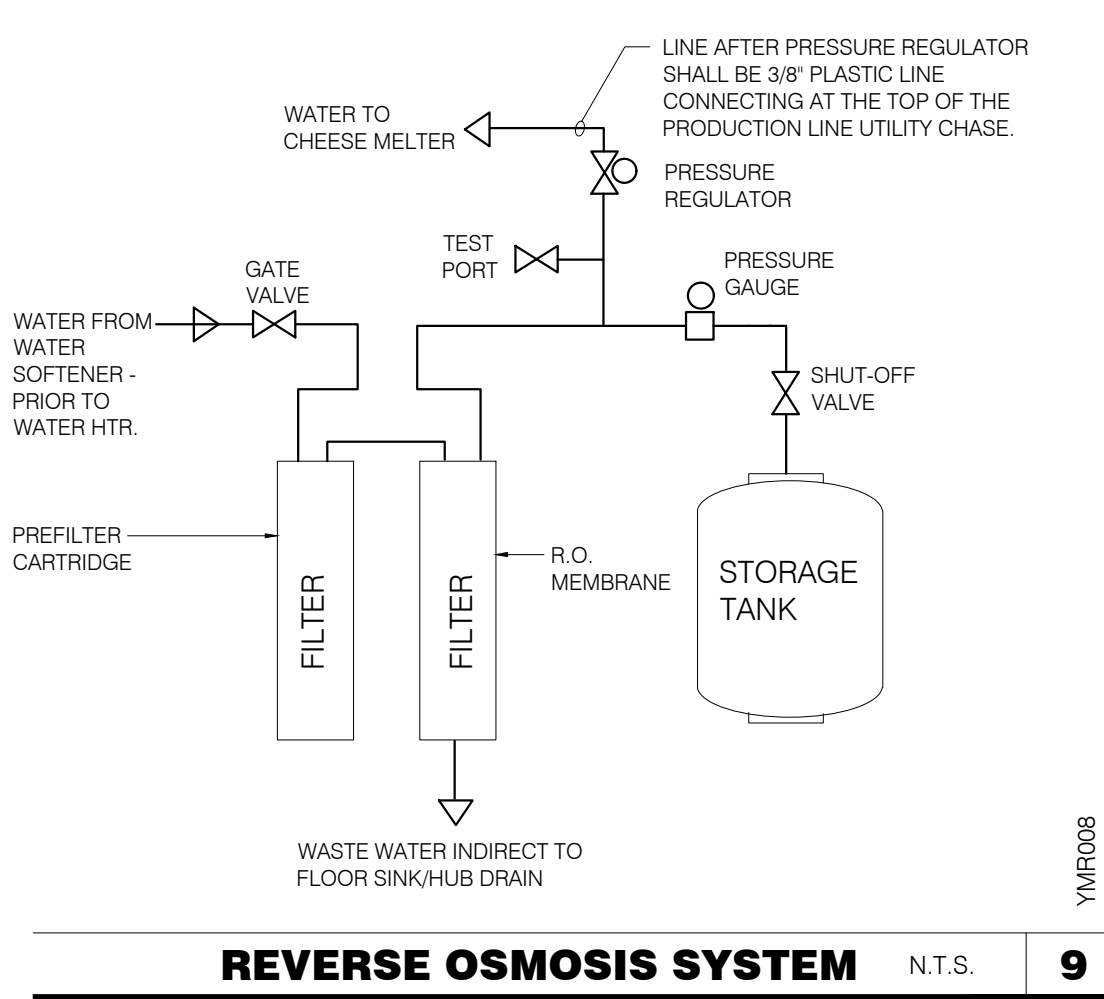 LINE AFTER PRESSURE REGULATOR
SHALL BE 3/8" PLASTIC LINE
CONNECTING AT THE TOP OF THE
PRODUCTION LINE UTILITY CHASE.
WATER TO
CHEESE MELTER
PRESSURE
REGULATOR
TEST
PORT
PRESSURE
GAUGE
GATE
VALVE
WATER FROM
WATER
SOFTENER -
PRIOR TO
WATER HTR.
SHUT-OFF
VALVE
PREFILTER
CARTRIDGE
FILTER
FILTER
R.O.
MEMBRANE
STORAGE
TANK
WASTE WATER INDIRECT TO
FLOOR SINK/HUB DRAIN
YMR008
REVERSE OSMOSIS SYSTEM N.T.S. 9